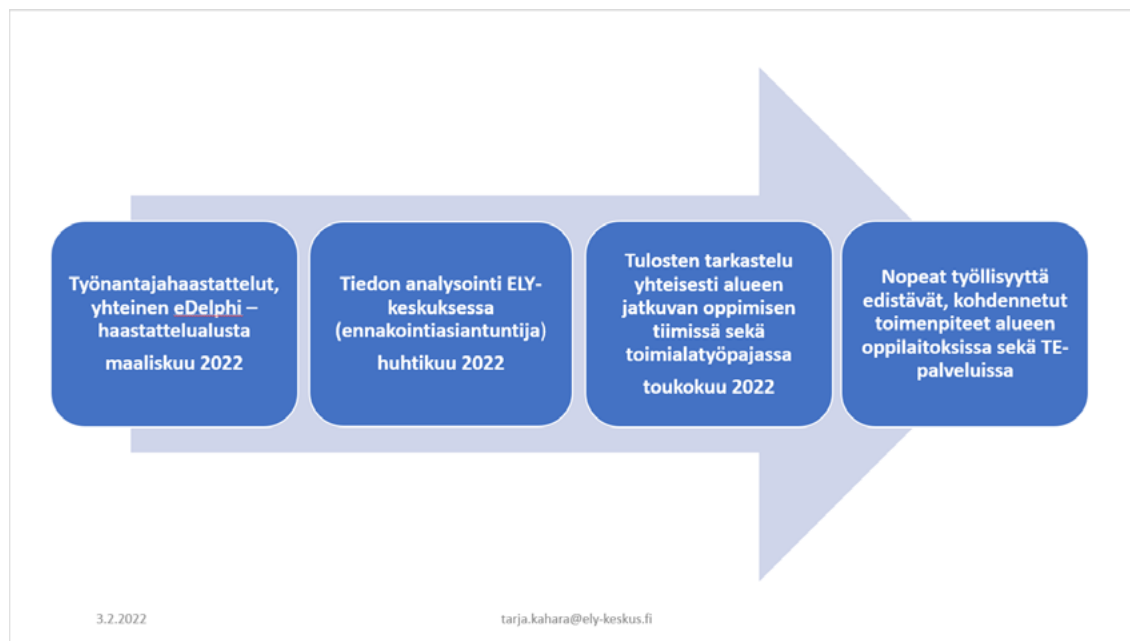 Työnantajahaastattelut,
yhteinen eDelphi –
haastattelualusta
maaliskuu 2022
Tiedon analysointi ELY-
keskuksessa
(ennakointiasiantuntija)
huhtikuu 2022
Tulosten tarkastelu
yhteisesti alueen
jatkuvan oppimisen
tiimissä sekä
toimialatyöpajassa
toukokuu 2022
Nopeat työllisyyttä
edistävät, kohdennetut
toimenpiteet alueen
oppilaitoksissa sekä TE-
palveluissa
3.2.2022
tarja.kahara@ely-keskus.fi